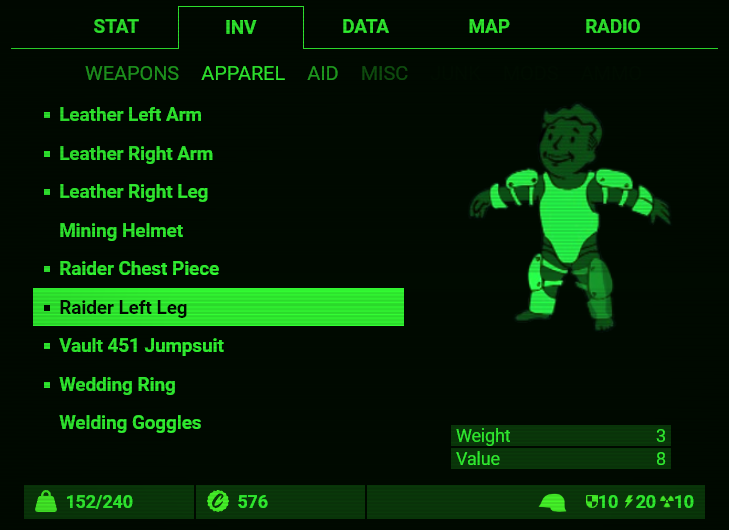 STAT INV DATA MAP RADIO
WEAPONS APPAREL AID MISC
Leather Left Arm
Leather Right Arm
Leather Right Leg
Mining Helmet
Raider Chest Piece
Raider Left Leg
Vault 451 Jumpsuit
Wedding Ring
Welding Goggles
Weight 3
Value 8
152/240 576 10 20 10